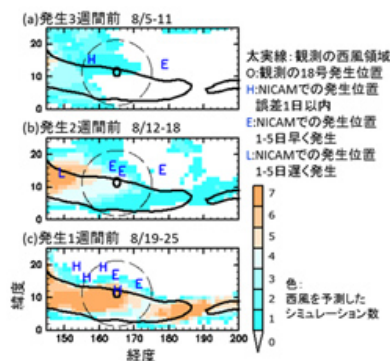 (a)発生3週間前 8/5-11
20
10
0
H
E
O
(b)発生2週間前 8/12-18
20
10
0
L
E
E
E
E
O
(c)発生1週間前 8/19-25
20
10
0
H
H
H
H
E
E
E
150 160 170 180 190 200
緯度
経度
太実線:観測の西風領域
O:観測の18号発生位置
H:NICAMでの発生位置
誤差1日以内
E:NICAMでの発生位置
1-5日早く発生
L:NICAMでの発生位置
1-5日遅く発生
7
6
5
4
3
2
1
0
色:
西風を予測した
シミュレーション数